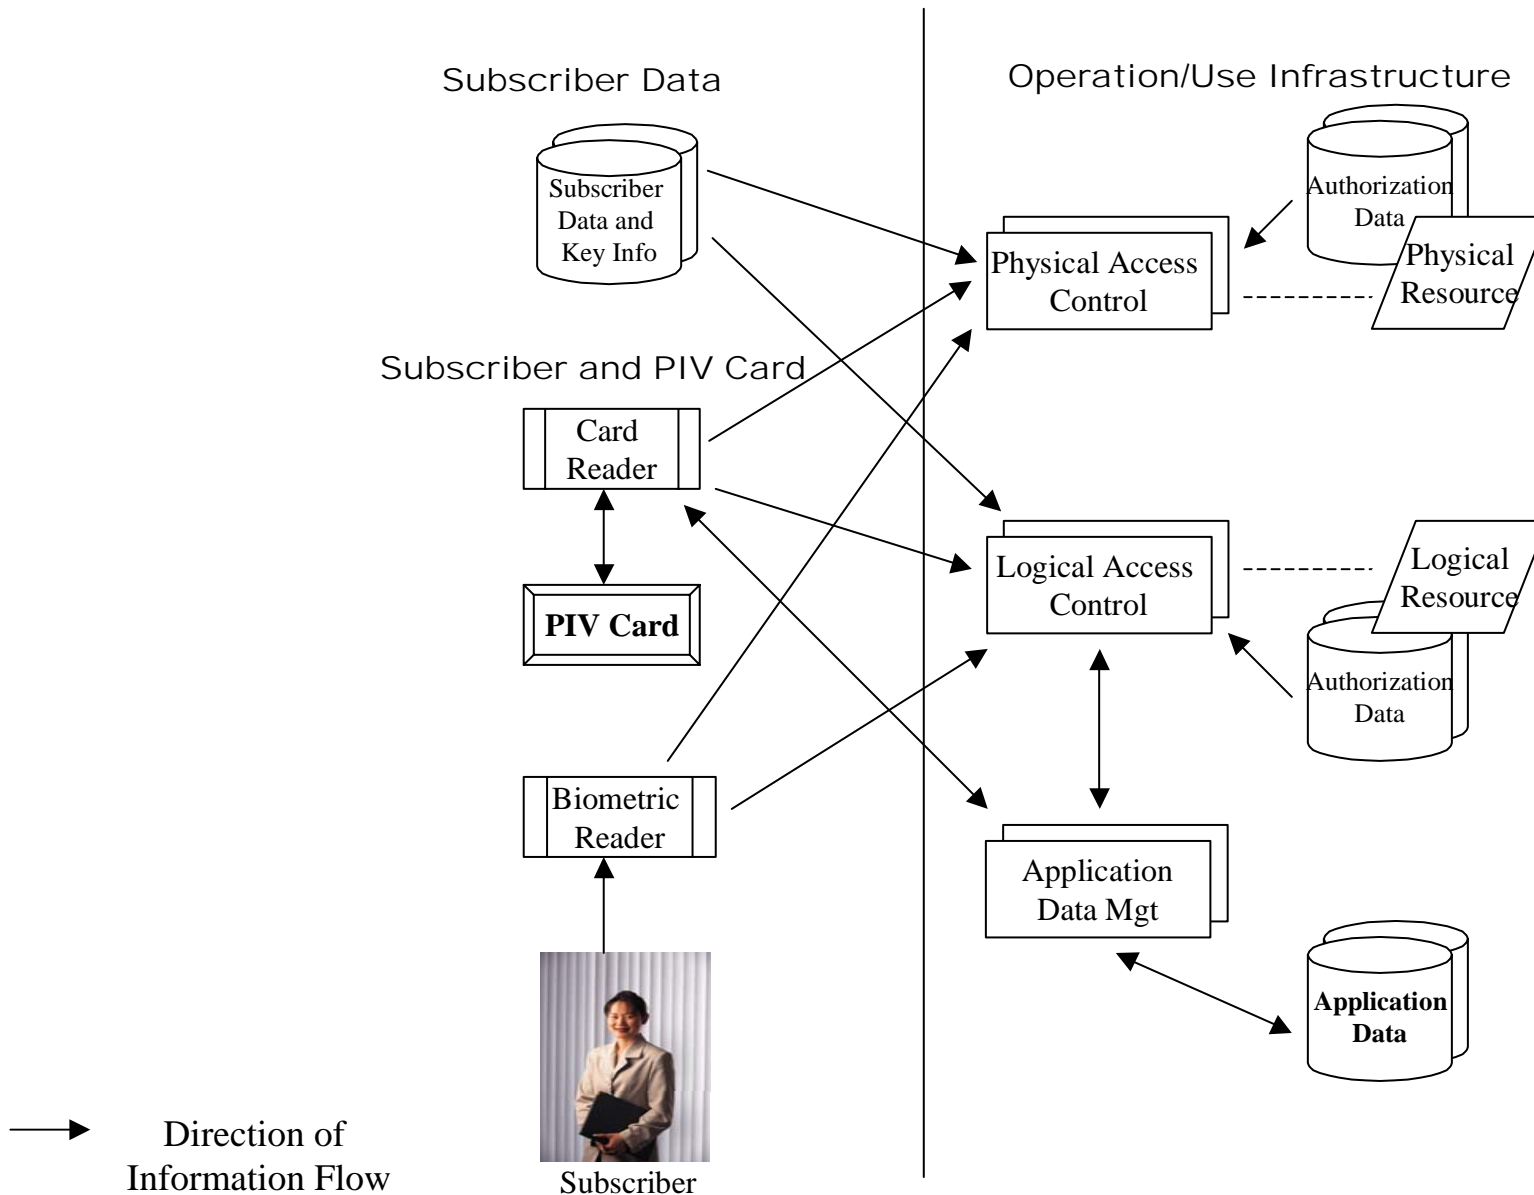 Subscriber Data
Operation/Use Infrastructure
Subscriber
Data and
Key Info
Authorization
Data
Physical Access
Control
Physical
Resource
Subscriber and PIV Card
Card
Reader
PIV Card
Logical Access
Control
Logical
Resource
Authorization
Data
Biometric
Reader
Application
Data Mgt
Application
Data
Direction of
Information Flow
Subscriber